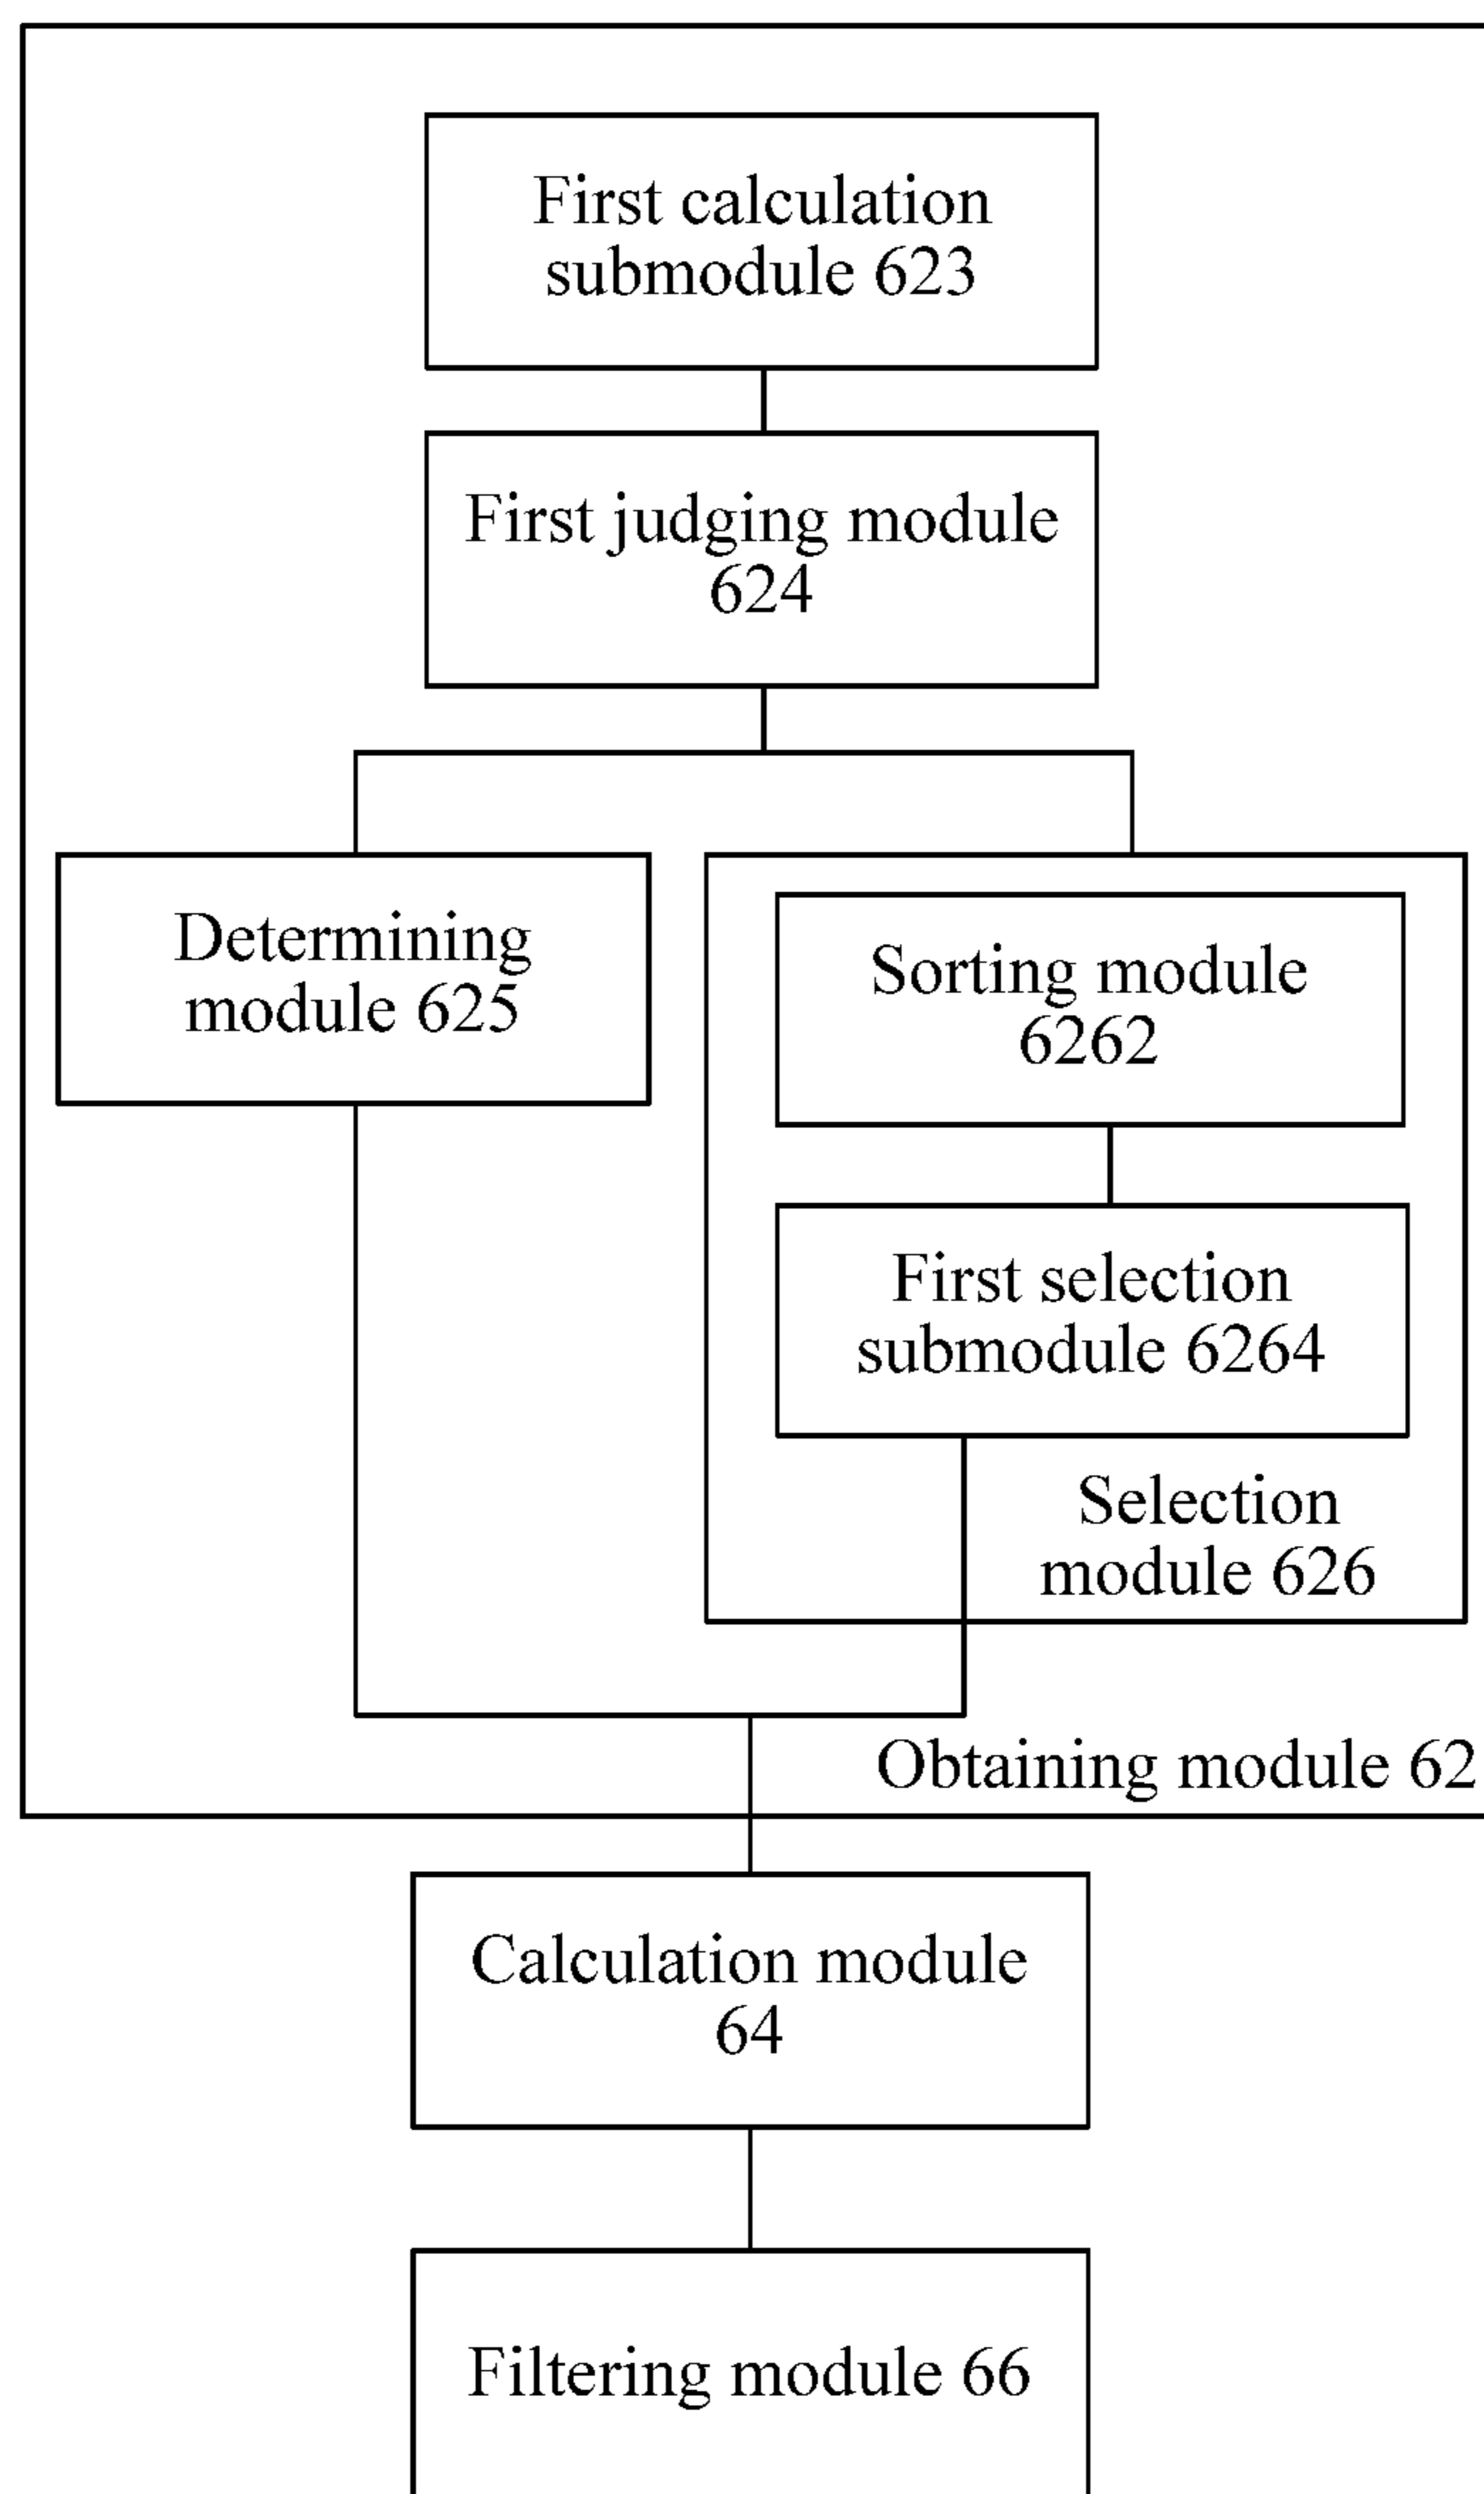 First calculation
submodule 623
First judging module
624
Determining
module 625
Sorting module
6262
First selection
submodule 6264
Selection
module 626
Obtaining module 62
Calculation module
64
Filtering module 66